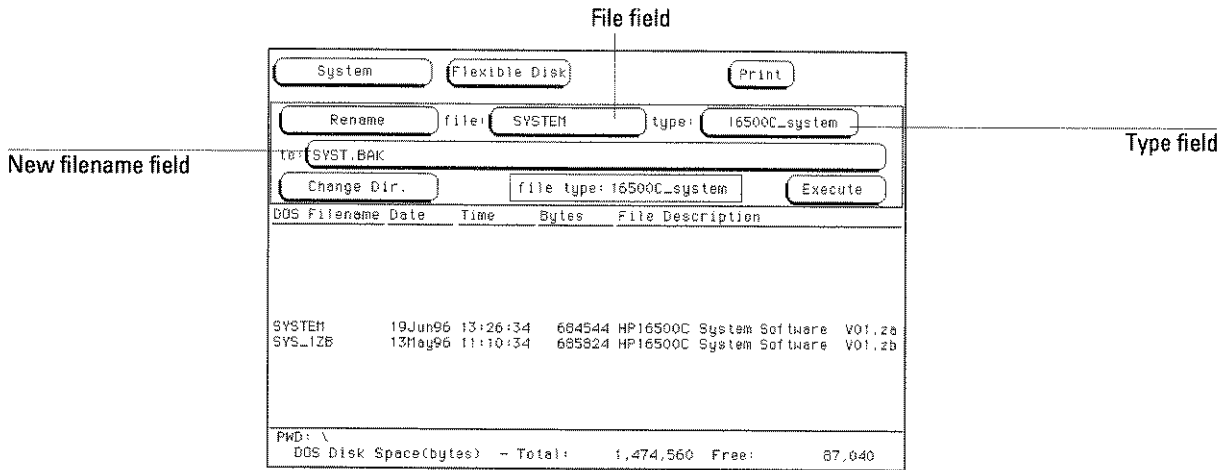 File field
System Flexible Disk Print
Rename file: SYSTEM type: 16500C_system
Type field
to: SYST.BAK
New filename field
Change Dir. file type: 16500C_system Execute
DOS Filename Date Time Bytes File Description
SYSTEM 19Jun96 13:26:34 684544 HP16500C System Software V01.za
SYS_1ZB 13May96 11:10:34 685824 HP16500C System Software V01.zb
PWD: \
DOS Disk Space(bytes) - Total: 1,474,560 Free: 87,040